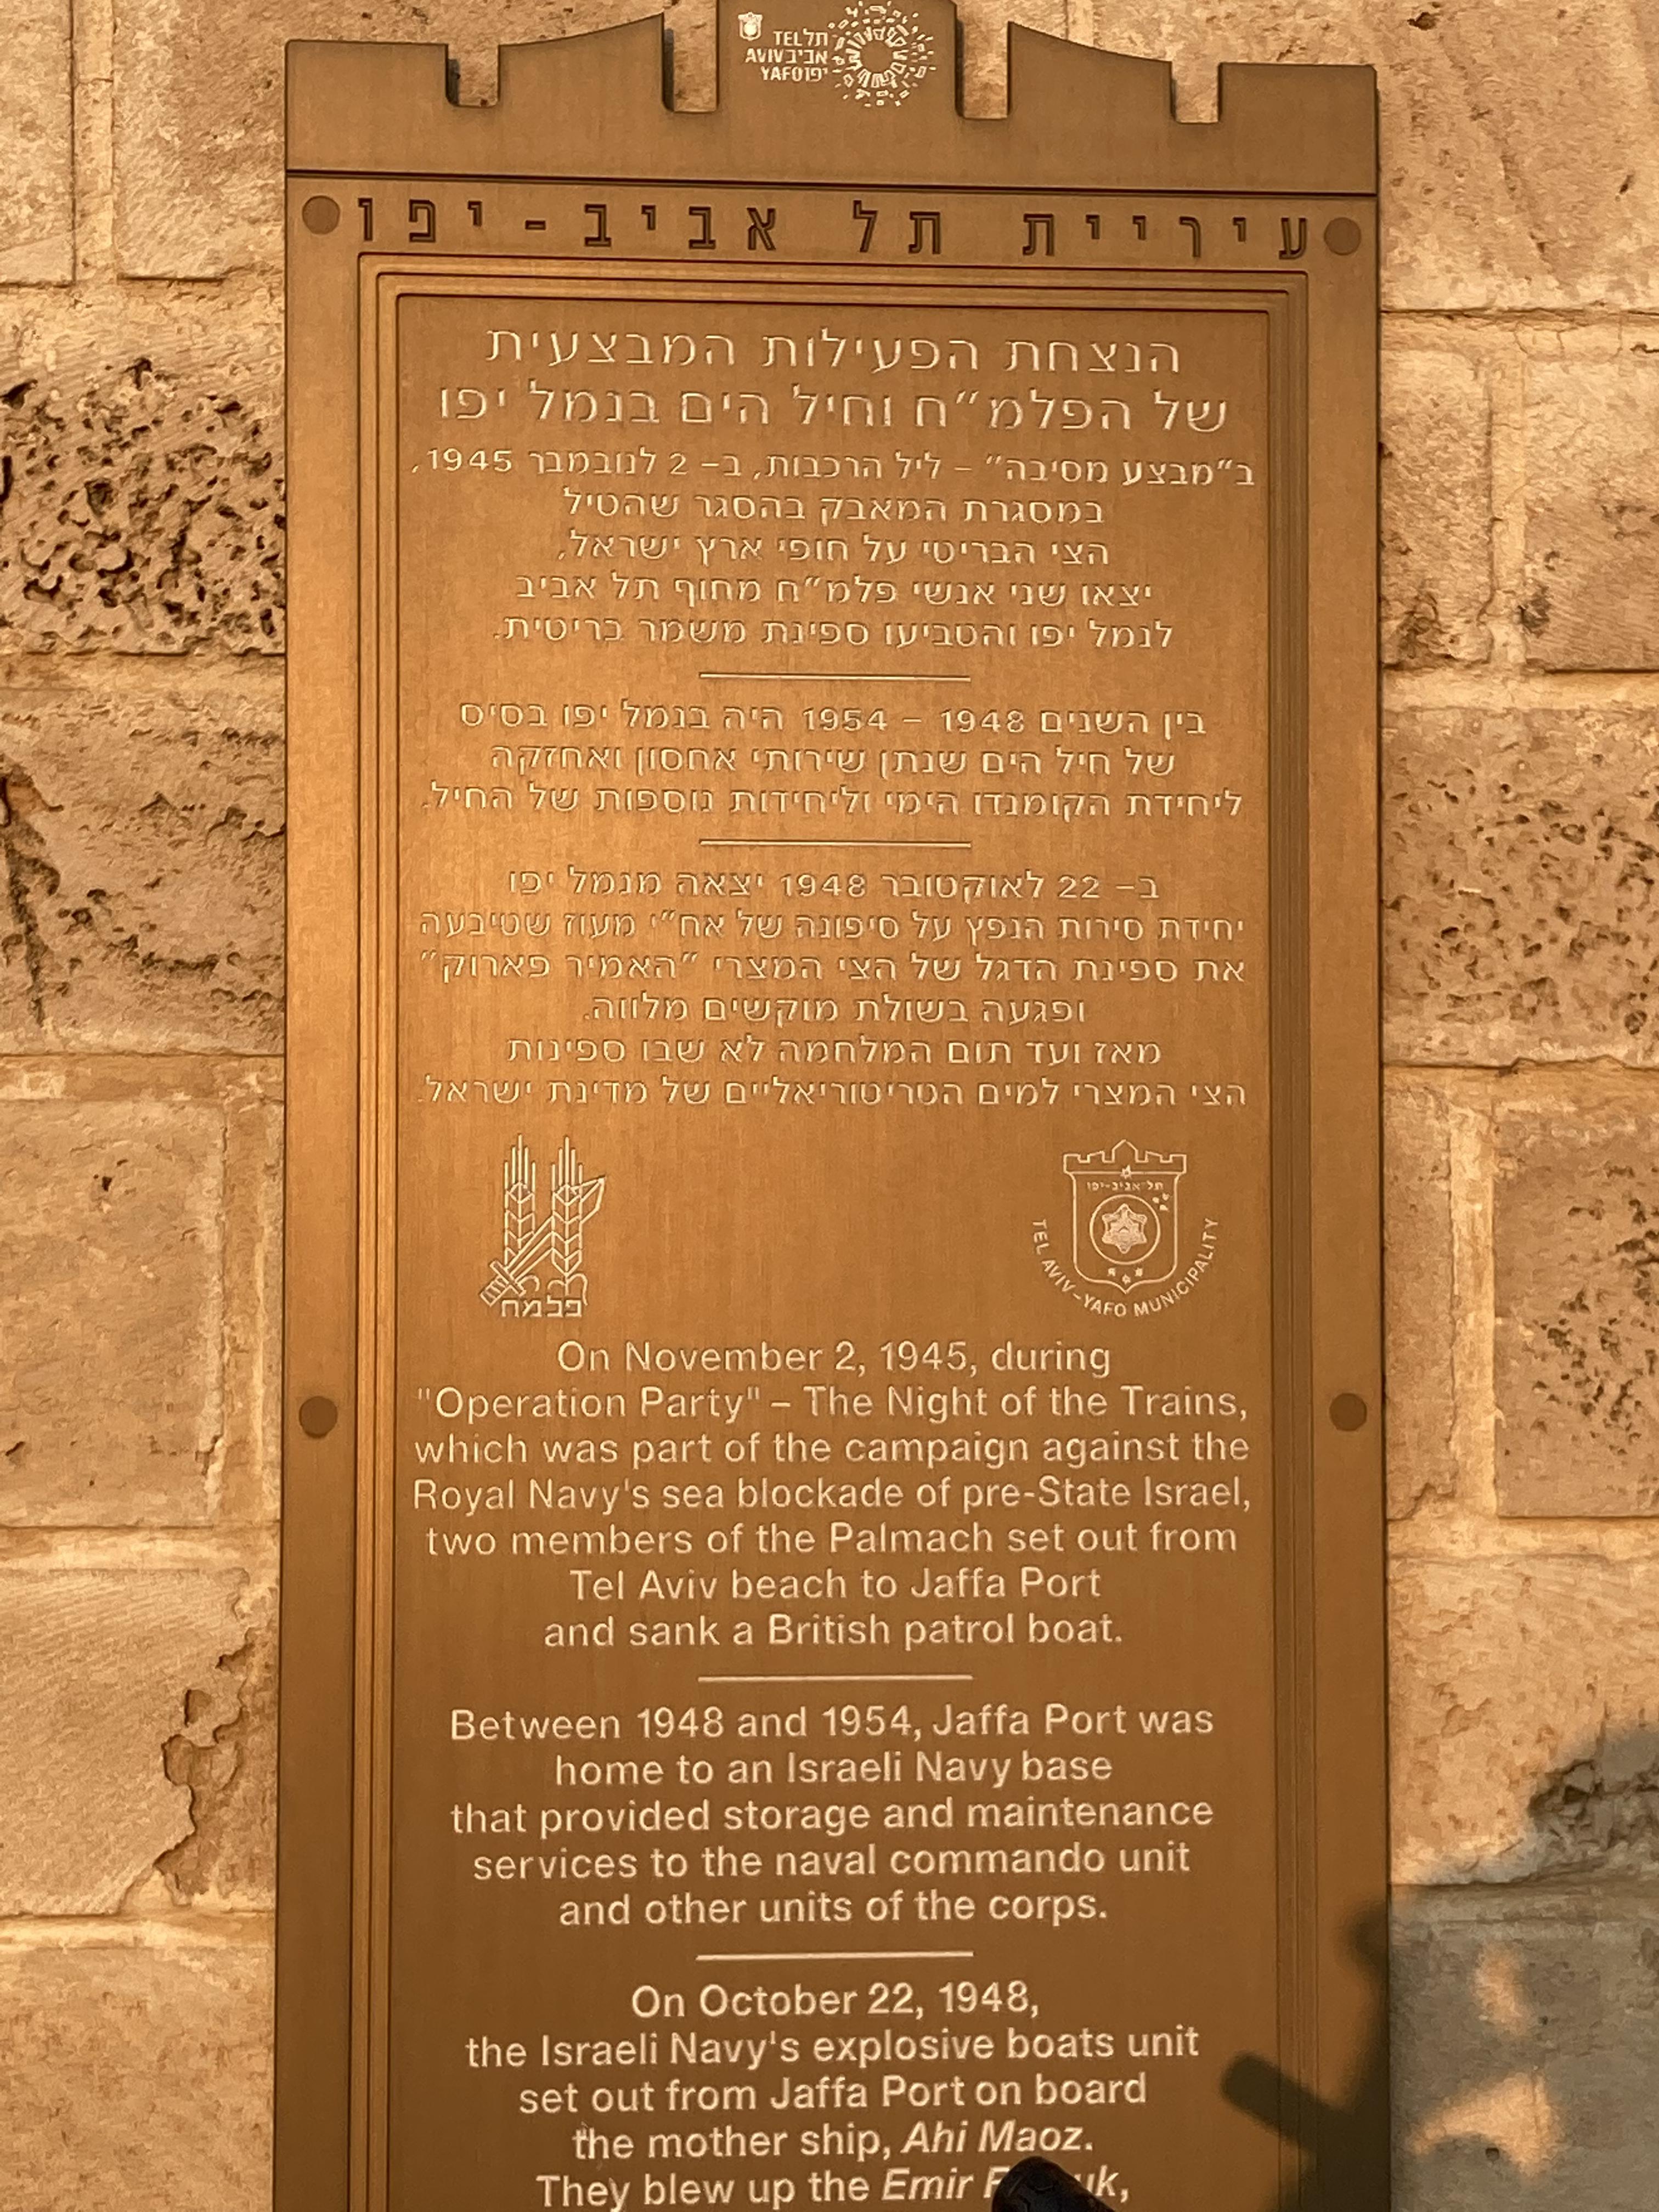 TEL תל
AVIV אביב
YAFO יפו
עיריית תל אביב - יפו
הנצחת הפעילות המבצעית
של הפלמ״ח וחיל הים בנמל יפו
ב״מבצע מסיבה״ – ליל הרכבות, ב– 2 לנובמבר 1945,
במסגרת המאבק בהסגר שהטיל
הצי הבריטי על חופי ארץ ישראל,
יצאו שני אנשי פלמ״ח מחוף תל אביב
לנמל יפו והטביעו ספינת משמר בריטית.
בין השנים 1948 – 1954 היה בנמל יפו בסיס
של חיל הים שנתן שירותי אחסון ואחזקה
ליחידת הקומנדו הימי וליחידות נוספות של החיל.
ב– 22 לאוקטובר 1948 יצאה מנמל יפו
יחידת סירות הנפץ על סיפונה של אח״י מעוז שטיבעה
את ספינת הדגל של הצי המצרי ״האמיר פארוק״
ופגעה בשולת מוקשים מלווה.
מאז ועד תום המלחמה לא שבו ספינות
הצי המצרי למים הטריטוריאליים של מדינת ישראל.
פלמח
תל־אביב-יפו
TEL AVIV–YAFO MUNICIPALITY
On November 2, 1945, during
"Operation Party" – The Night of the Trains,
which was part of the campaign against the
Royal Navy's sea blockade of pre-State Israel,
two members of the Palmach set out from
Tel Aviv beach to Jaffa Port
and sank a British patrol boat.
Between 1948 and 1954, Jaffa Port was
home to an Israeli Navy base
that provided storage and maintenance
services to the naval commando unit
and other units of the corps.
On October 22, 1948,
the Israeli Navy's explosive boats unit
set out from Jaffa Port on board
the mother ship, Ahi Maoz.
They blew up the Emir